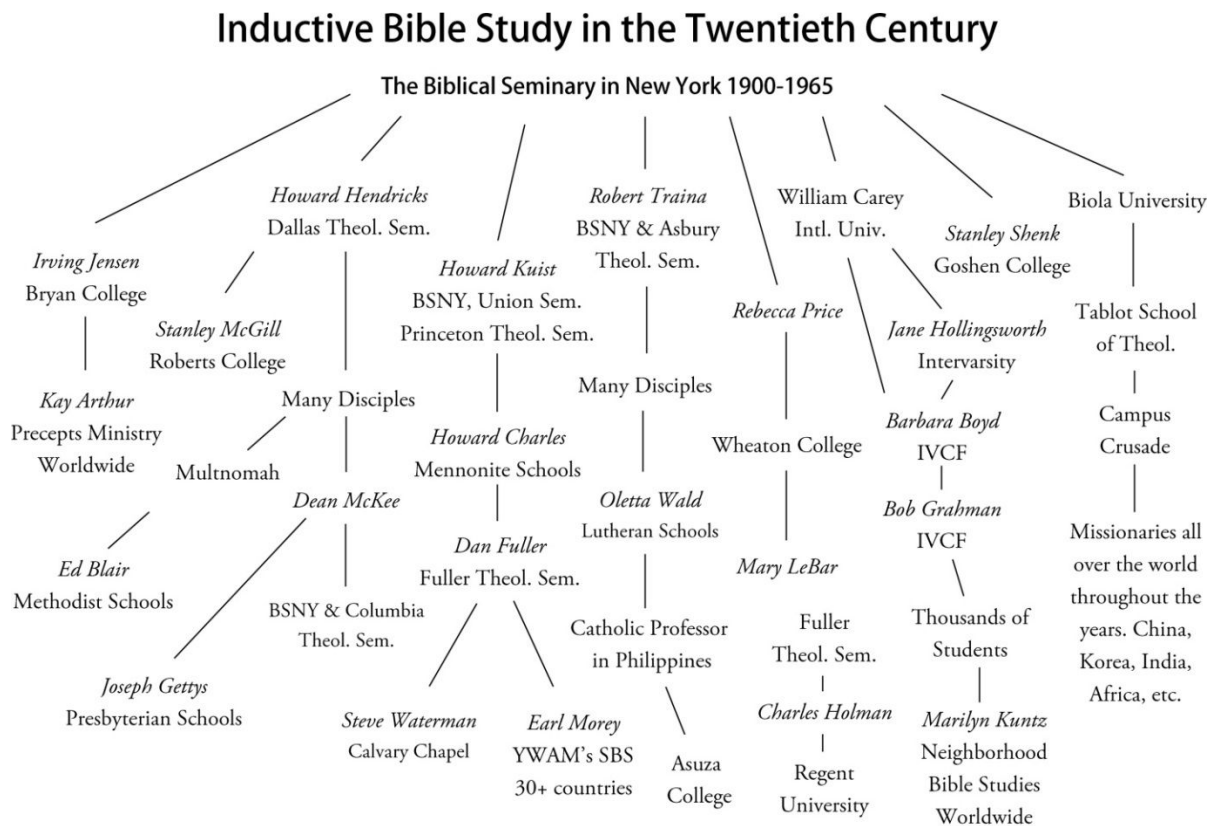 Inductive Bible Study in the Twentieth Century
The Biblical Seminary in New York 1900-1965
Irving Jensen
Bryan College
Kay Arthur
Precepts Ministry
Worldwide
Howard Hendricks
Dallas Theol. Sem.
Stanley McGill
Roberts College
Many Disciples
Multnomah
Ed Blair
Methodist Schools
Dean McKee
Joseph Gettys
Presbyterian Schools
BSNY & Columbia
Theol. Sem.
Howard Kuist
BSNY, Union Sem.
Princeton Theol. Sem.
Howard Charles
Mennonite Schools
Dan Fuller
Fuller Theol. Sem.
Steve Waterman
Calvary Chapel
Earl Morey
YWAM's SBS
30+ countries
Robert Traina
BSNY & Asbury
Theol. Sem.
Many Disciples
Oletta Wald
Lutheran Schools
Catholic Professor
in Philippines
Asuza
College
Rebecca Price
Wheaton College
Mary LeBar
Fuller
Theol. Sem.
Charles Holman
Regent
University
William Carey
Intl. Univ.
Jane Hollingsworth
Intervarsity
Barbara Boyd
IVCF
Bob Grahman
IVCF
Thousands of
Students
Marilyn Kuntz
Neighborhood
Bible Studies
Worldwide
Stanley Shenk
Goshen College
Biola University
Tablot School
of Theol.
Campus
Crusade
Missionaries all
over the world
throughout the
years. China,
Korea, India,
Africa, etc.